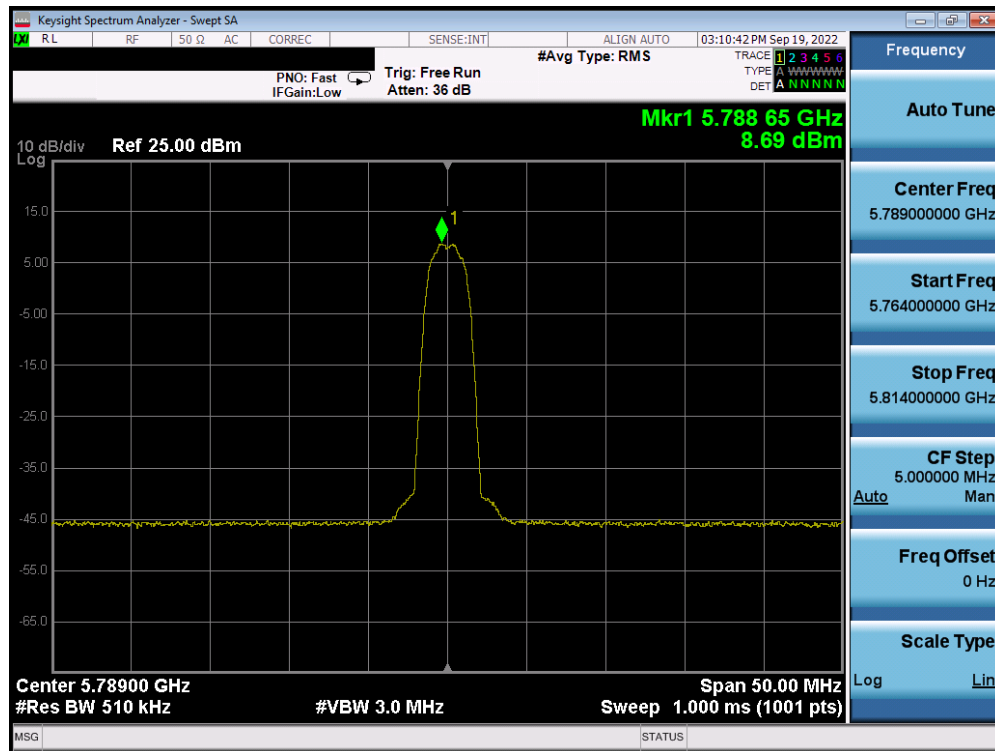 Keysight Spectrum Analyzer - Swept SA
LXI RL RF 50 Ω AC CORREC SENSE:INT ALIGN AUTO 03:10:42 PM Sep 19, 2022
#Avg Type: RMS
TRACE 1 2 3 4 5 6
TYPE A WWWWW
DET A N N N N N
PNO: Fast
IFGain:Low
Trig: Free Run
Atten: 36 dB
Mkr1 5.788 65 GHz
8.69 dBm
10 dB/div
Log
Ref 25.00 dBm
15.0
5.00
-5.00
-15.0
-25.0
-35.0
-45.0
-55.0
-65.0
1
Center 5.78900 GHz
#Res BW 510 kHz
#VBW 3.0 MHz
Span 50.00 MHz
Sweep 1.000 ms (1001 pts)
MSG
STATUS
Frequency
Auto Tune
Center Freq
5.789000000 GHz
Start Freq
5.764000000 GHz
Stop Freq
5.814000000 GHz
CF Step
5.000000 MHz
Auto Man
Freq Offset
0 Hz
Scale Type
Log Lin